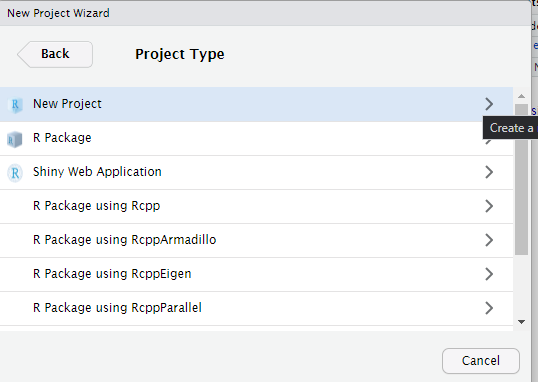 New Project Wizard
Back
Project Type
R New Project
Create a
R R Package
R Shiny Web Application
R Package using Rcpp
R Package using RcppArmadillo
R Package using RcppEigen
R Package using RcppParallel
Cancel